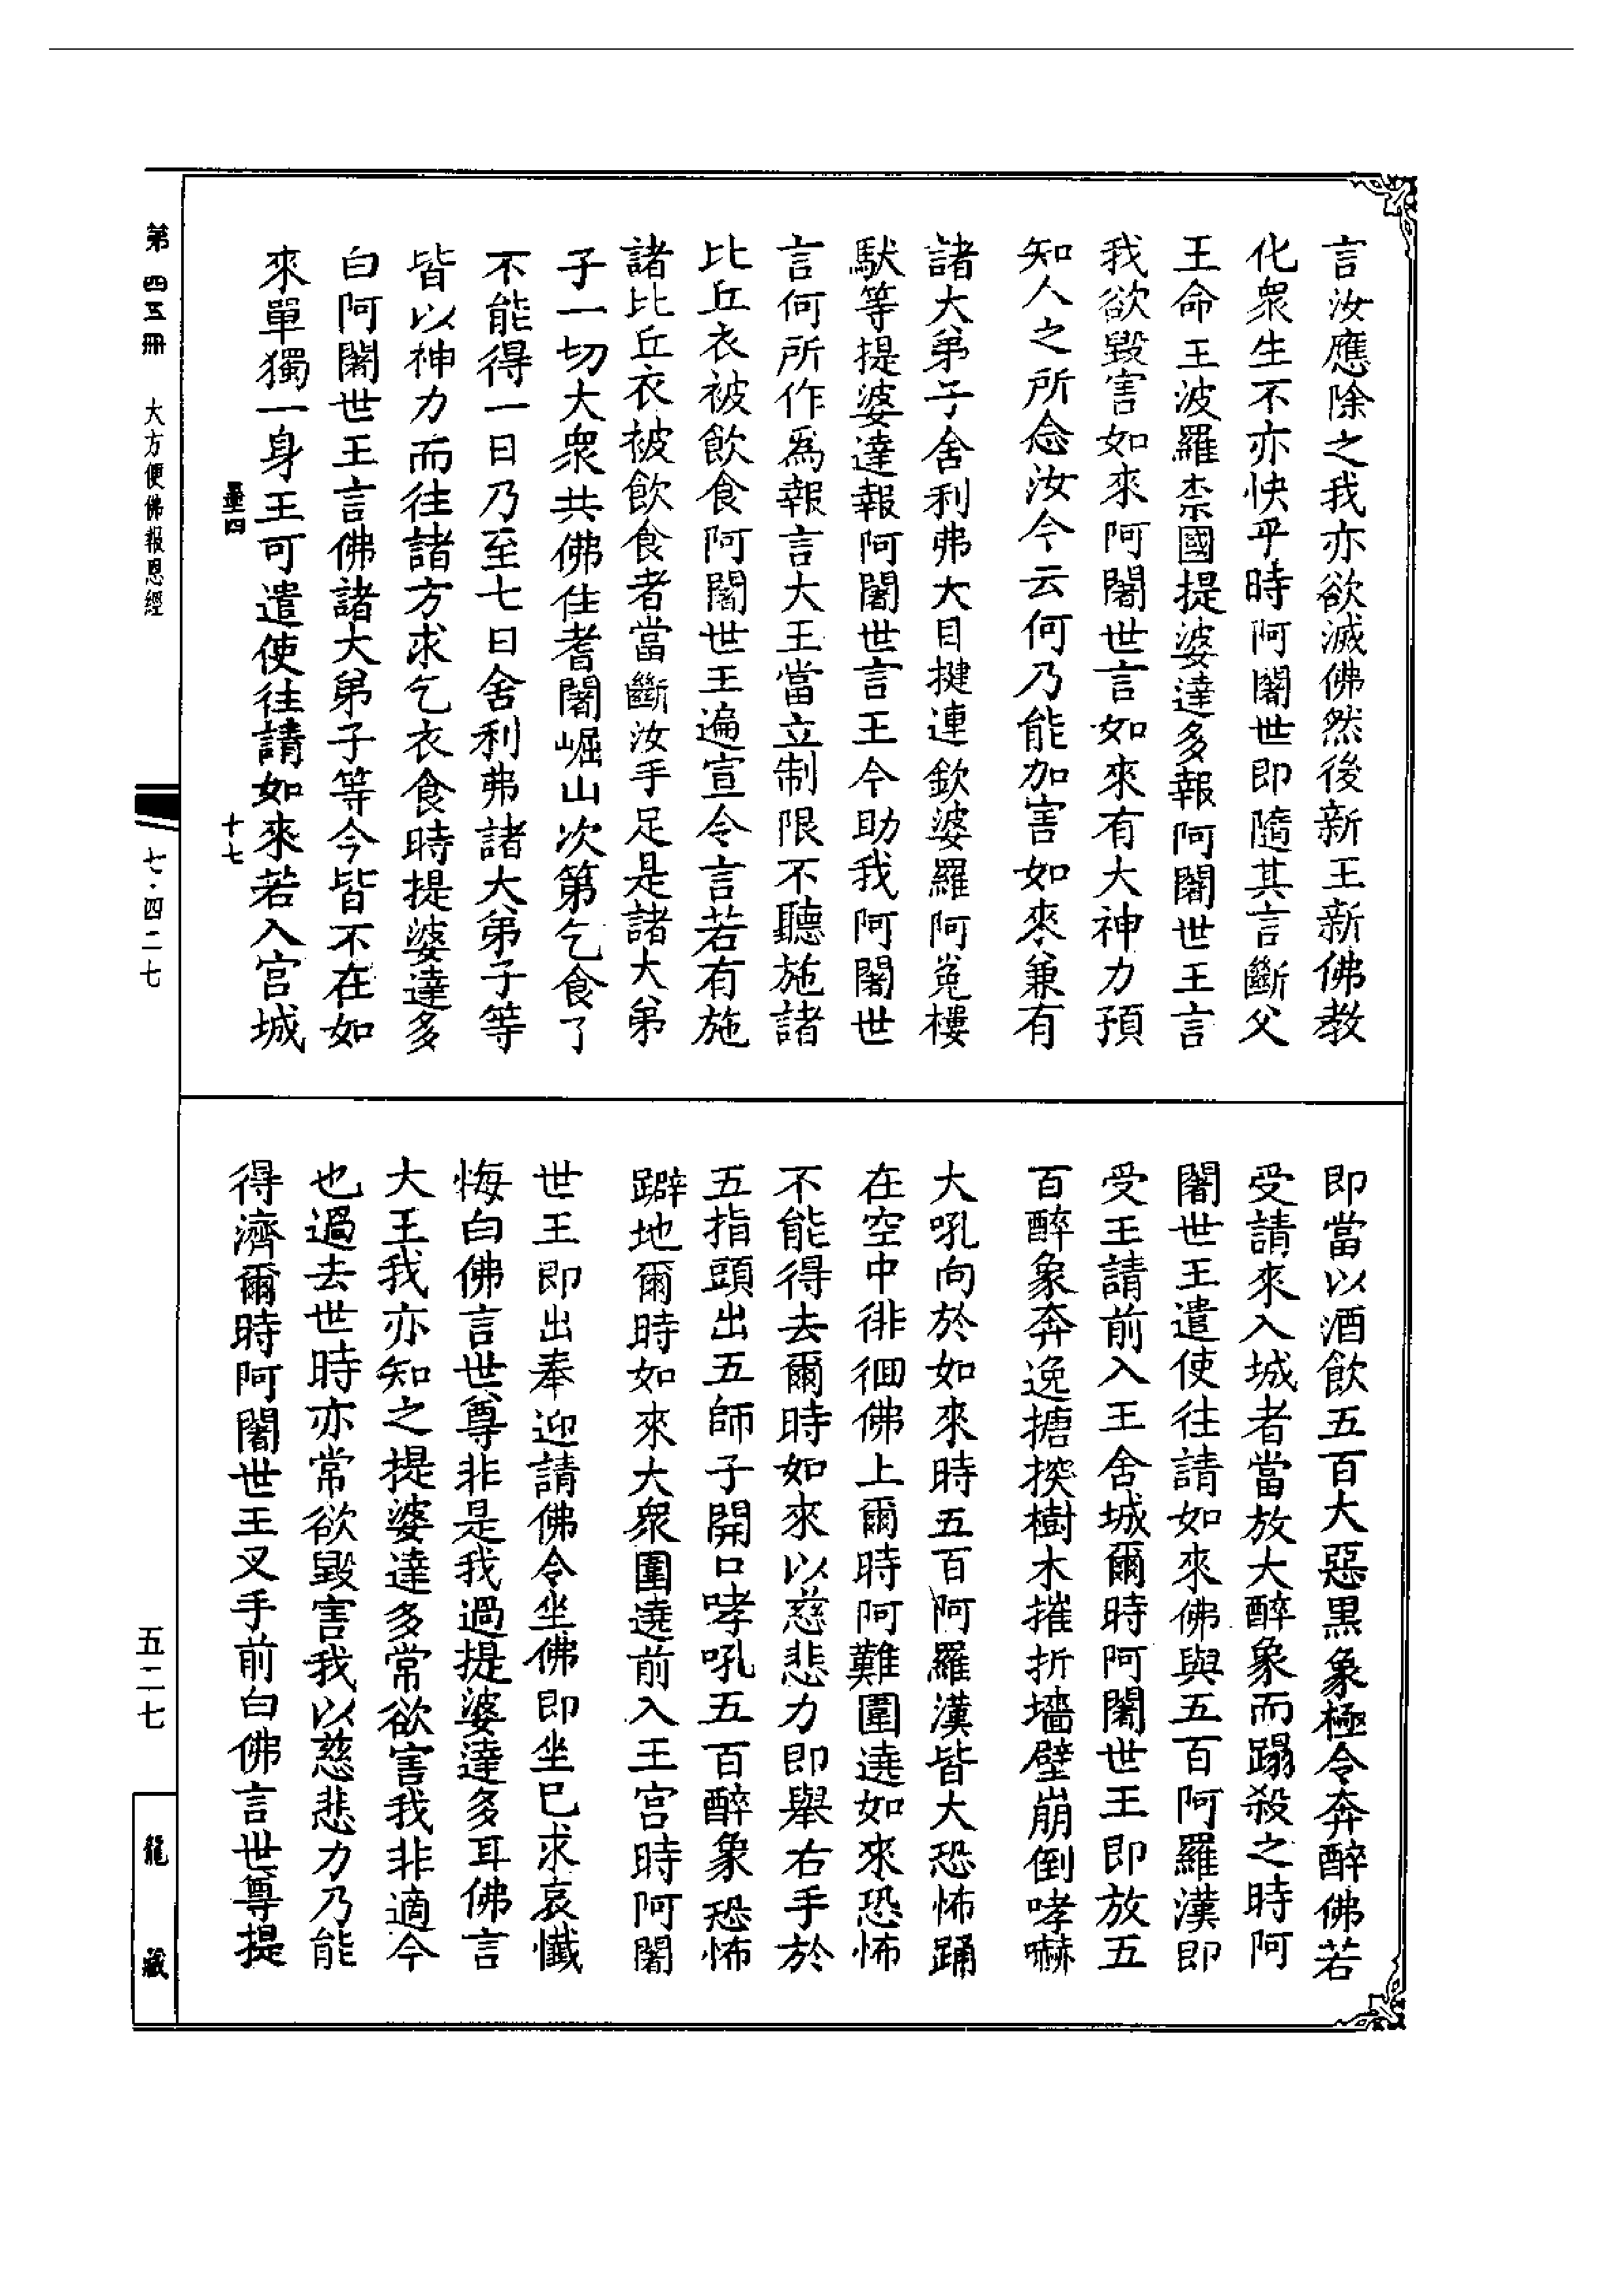 言汝應除之我亦欲滅佛然後新王新佛教
化衆生不亦快乎時阿闍世即隨其言斷父
王命王波羅柰國提婆達多報阿闍世王言
我欲毀害如來阿闍世言如來有大神力預
知人之所念汝今云何乃能加害如來兼有
諸大弟子舍利弗大目揵連欽婆羅阿㝹樓
馱等提婆達報阿闍世言王今助我阿闍世
言何所作爲報言大王當立制限不聽施諸
比丘衣被飲食阿闍世王遍宣令言若有施
諸比丘衣被飲食者當斷汝手足是諸大弟
子一切大衆共佛住耆闍崛山次第乞食了
不能得一日乃至七日舍利弗諸大弟子等
皆以神力而往諸方求乞衣食時提婆達多
白阿闍世王言佛諸大弟子等今皆不在如
來單獨一身王可遣使往請如來若入宮城
墨四 十七
即當以酒飲五百大惡黑象極令奔醉佛若
受請來入城者當放大醉象而蹋殺之時阿
闍世王遣使往請如來佛與五百阿羅漢即
受王請前入王舍城爾時阿闍世王即放五
百醉象奔逸搪揬樹木摧折墻壁崩倒哮嚇
大吼向於如來時五百阿羅漢皆大恐怖踊
在空中徘徊佛上爾時阿難圍遶如來恐怖
不能得去爾時如來以慈悲力即舉右手於
五指頭出五師子開口哮吼五百醉象恐怖
躃地爾時如來大衆圍遶前入王宮時阿闍
世王即出奉迎請佛令坐佛即坐已求哀懺
悔白佛言世尊非是我過提婆達多耳佛言
大王我亦知之提婆達多常欲害我非適今
也過去世時亦常欲毀害我以慈悲力乃能
得濟爾時阿闍世王叉手前白佛言世尊提
第四五冊 大方便佛報恩經 七·四二七 五二七 龍藏